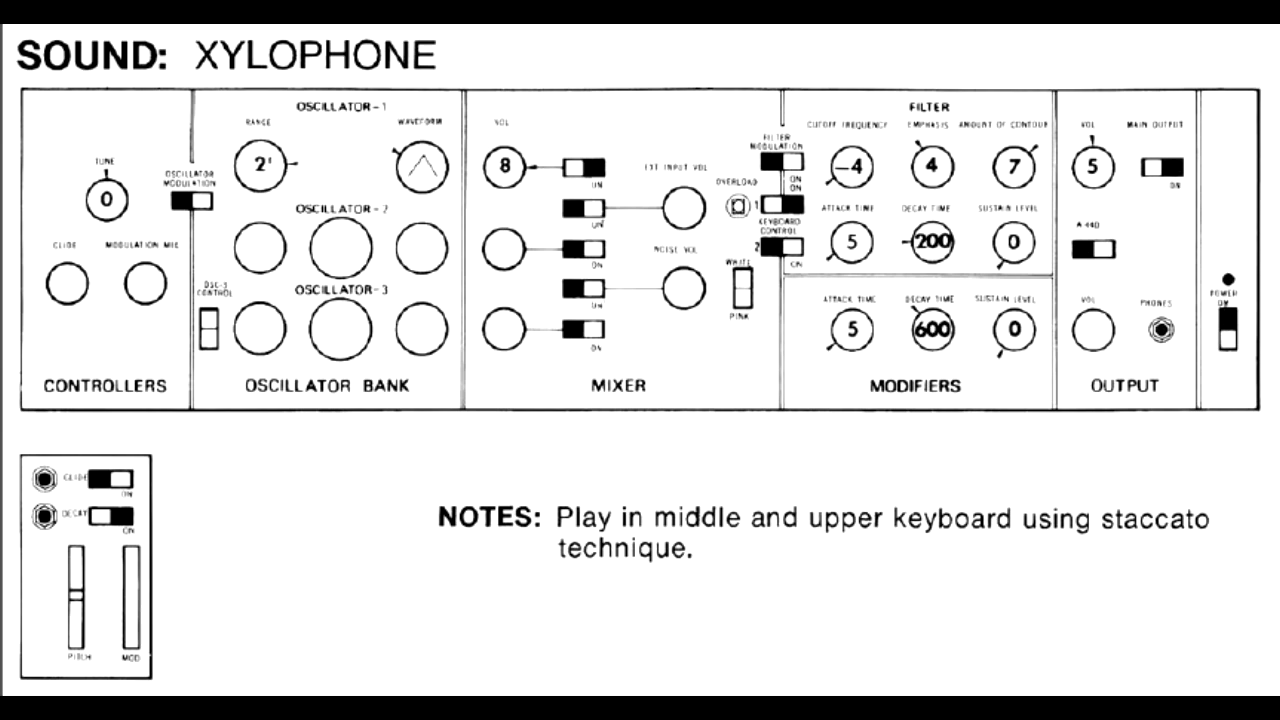 SOUND: XYLOPHONE
OSCILLATOR-1
FILTER
RANGE
WAVEFORM
VOL
CUTOFF FREQUENCY
EMPHASIS
AMOUNT OF CONTOUR
VOL
MAIN OUTPUT
FILTER
MODULATION
TUNE
2'
8
-4
4
7
5
EXT INPUT VOL
OSCILLATOR
MODULATION
OVERLOAD
ON
ON
ON
ON
0
1
OSCILLATOR-2
ATTACK TIME
DECAY TIME
SUSTAIN LEVEL
KEYBOARD
CONTROL
ON
A-440
GLIDE
MODULATION MIX
NOISE VOL
2
5
200
0
WHITE
ON
ON
OSC-3
CONTROL
OSCILLATOR-3
ON
PINK
ATTACK TIME
DECAY TIME
SUSTAIN LEVEL
VOL
PHONES
POWER
ON
5
600
0
ON
CONTROLLERS
OSCILLATOR BANK
MIXER
MODIFIERS
OUTPUT
GLIDE
ON
DECAY
ON
PITCH
MOD
NOTES: Play in middle and upper keyboard using staccato
technique.